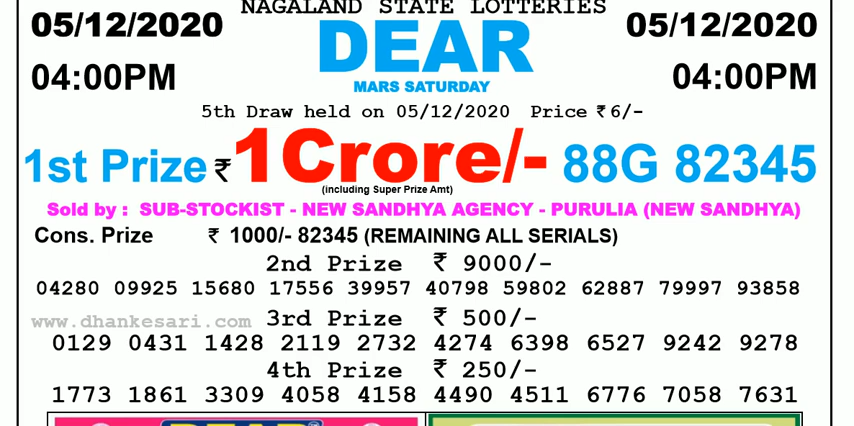 NAGALAND STATE LOTTERIES
05/12/2020 DEAR 05/12/2020
04:00PM MARS SATURDAY 04:00PM
5th Draw held on 05/12/2020 Price ₹6/-
1st Prize ₹1Crore/- 88G 82345
(including Super Prize Amt)
Sold by : SUB-STOCKIST - NEW SANDHYA AGENCY - PURULIA (NEW SANDHYA)
Cons. Prize ₹ 1000/- 82345 (REMAINING ALL SERIALS)
2nd Prize ₹ 9000/-
04280 09925 15680 17556 39957 40798 59802 62887 79997 93858
www.dhankesari.com 3rd Prize ₹ 500/-
0129 0431 1428 2119 2732 4274 6398 6527 9242 9278
4th Prize ₹ 250/-
1773 1861 3309 4058 4158 4490 4511 6776 7058 7631
DEAR